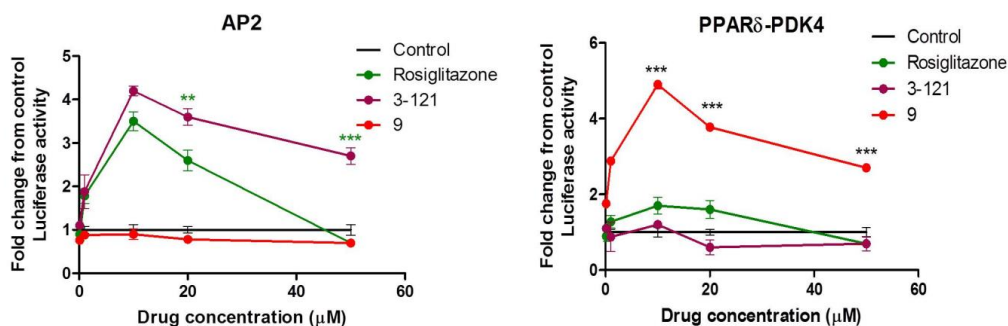 AP2
Fold change from control
Luciferase activity
5
4
3
2
1
0
0
20
40
60
Drug concentration (µM)
**
***
Control
Rosiglitazone
3-121
9
PPARδ-PDK4
Fold change from control
Luciferase activity
6
4
2
0
0
20
40
60
Drug concentration (µM)
***
***
***
Control
Rosiglitazone
3-121
9